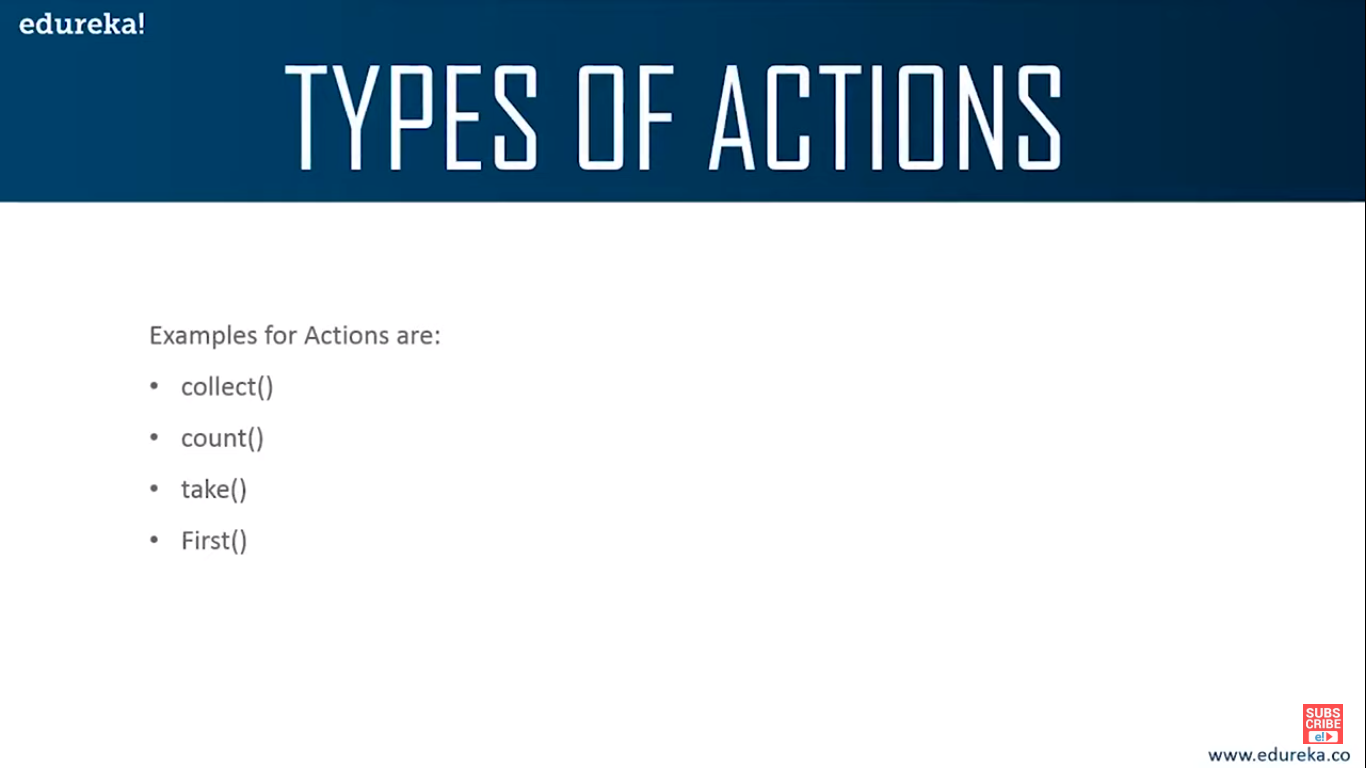 edureka!
TYPES OF ACTIONS
Examples for Actions are:
• collect()
• count()
• take()
• First()
SUBS
CRIBE
e!
www.edureka.co